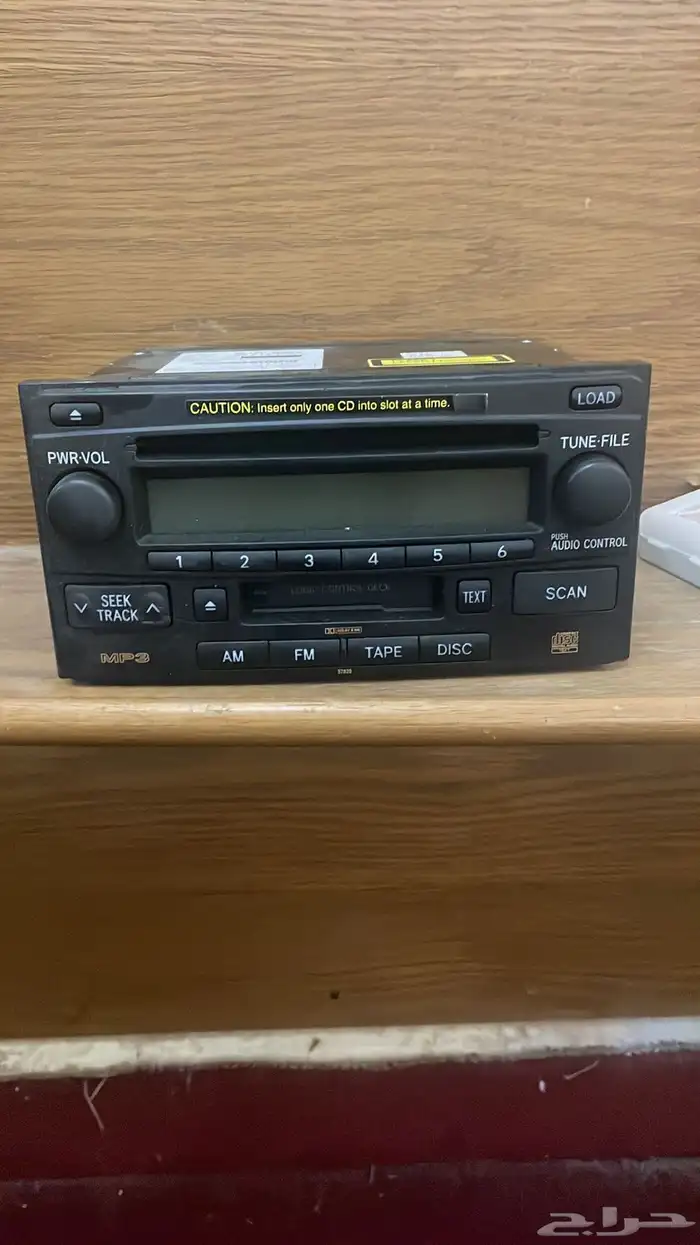 CAUTION: Insert only one CD into slot at a time.
LOAD
PWR·VOL
TUNE·FILE
1 2 3 4 5 6
PUSH
AUDIO CONTROL
SEEK
TRACK
TEXT
SCAN
MP3
AM FM TAPE DISC
حراج